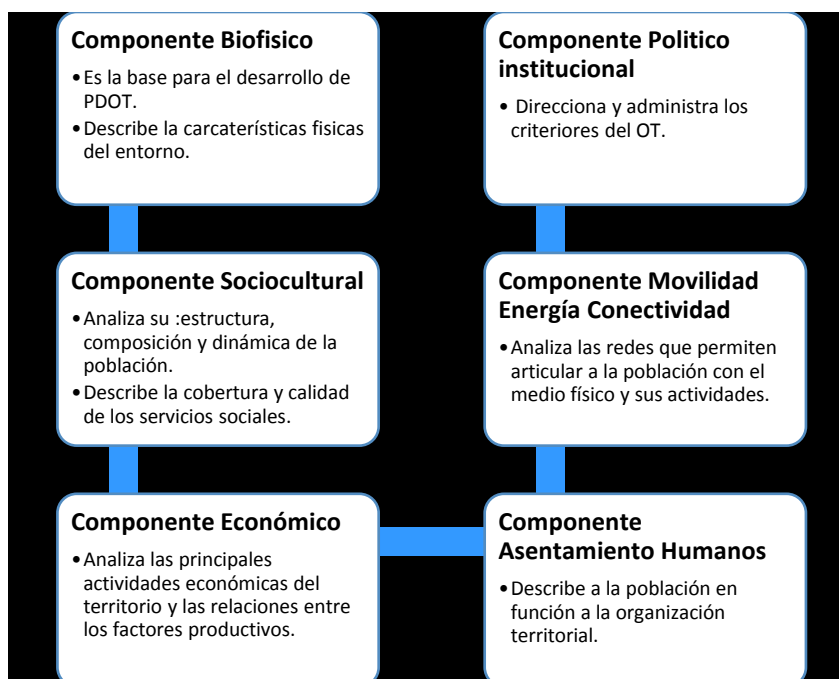 Componente Biofisico
•Es la base para el desarrollo de
PDOT.
•Describe la carcaterísticas fisicas
del entorno.
Componente Sociocultural
•Analiza su :estructura,
composición y dinámica de la
población.
•Describe la cobertura y calidad
de los servicios sociales.
Componente Económico
•Analiza las principales
actividades económicas del
territorio y las relaciones entre
los factores productivos.
Componente
Asentamiento Humanos
•Describe a la población en
función a la organización
territorial.
Componente Movilidad
Energía Conectividad
•Analiza las redes que permiten
articular a la población con el
medio físico y sus actividades.
Componente Politico
institucional
• Direcciona y administra los
criteriores del OT.